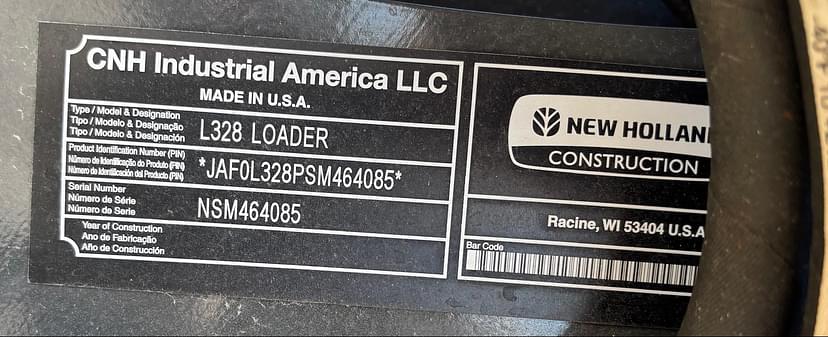 CNH Industrial America LLC
MADE IN U.S.A.
Type / Model & Designation
Tipo / Modelo & Designação
Tipo / Modelo & Designación
L328 LOADER
Product Identification Number (PIN)
Número de Identificação do Produto (PIN)
Número de Identificación del Producto (PIN)
*JAF0L328PSM464085*
Serial Number
Número de Série
Número de Serie
NSM464085
Year of Construction
Ano de Fabricação
Año de Construcción
NEW HOLLAN
CONSTRUCTION
Racine, WI 53404 U.S.A
Bar Code